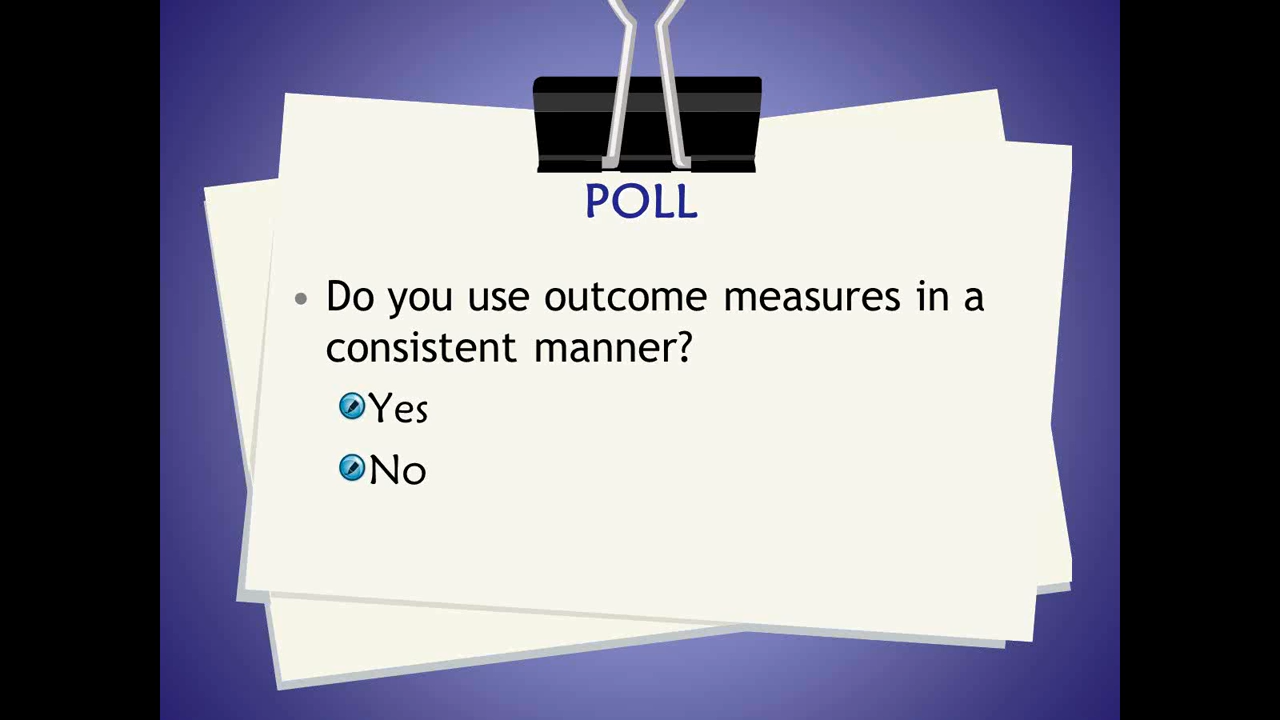 POLL
• Do you use outcome measures in a
consistent manner?
Yes
No